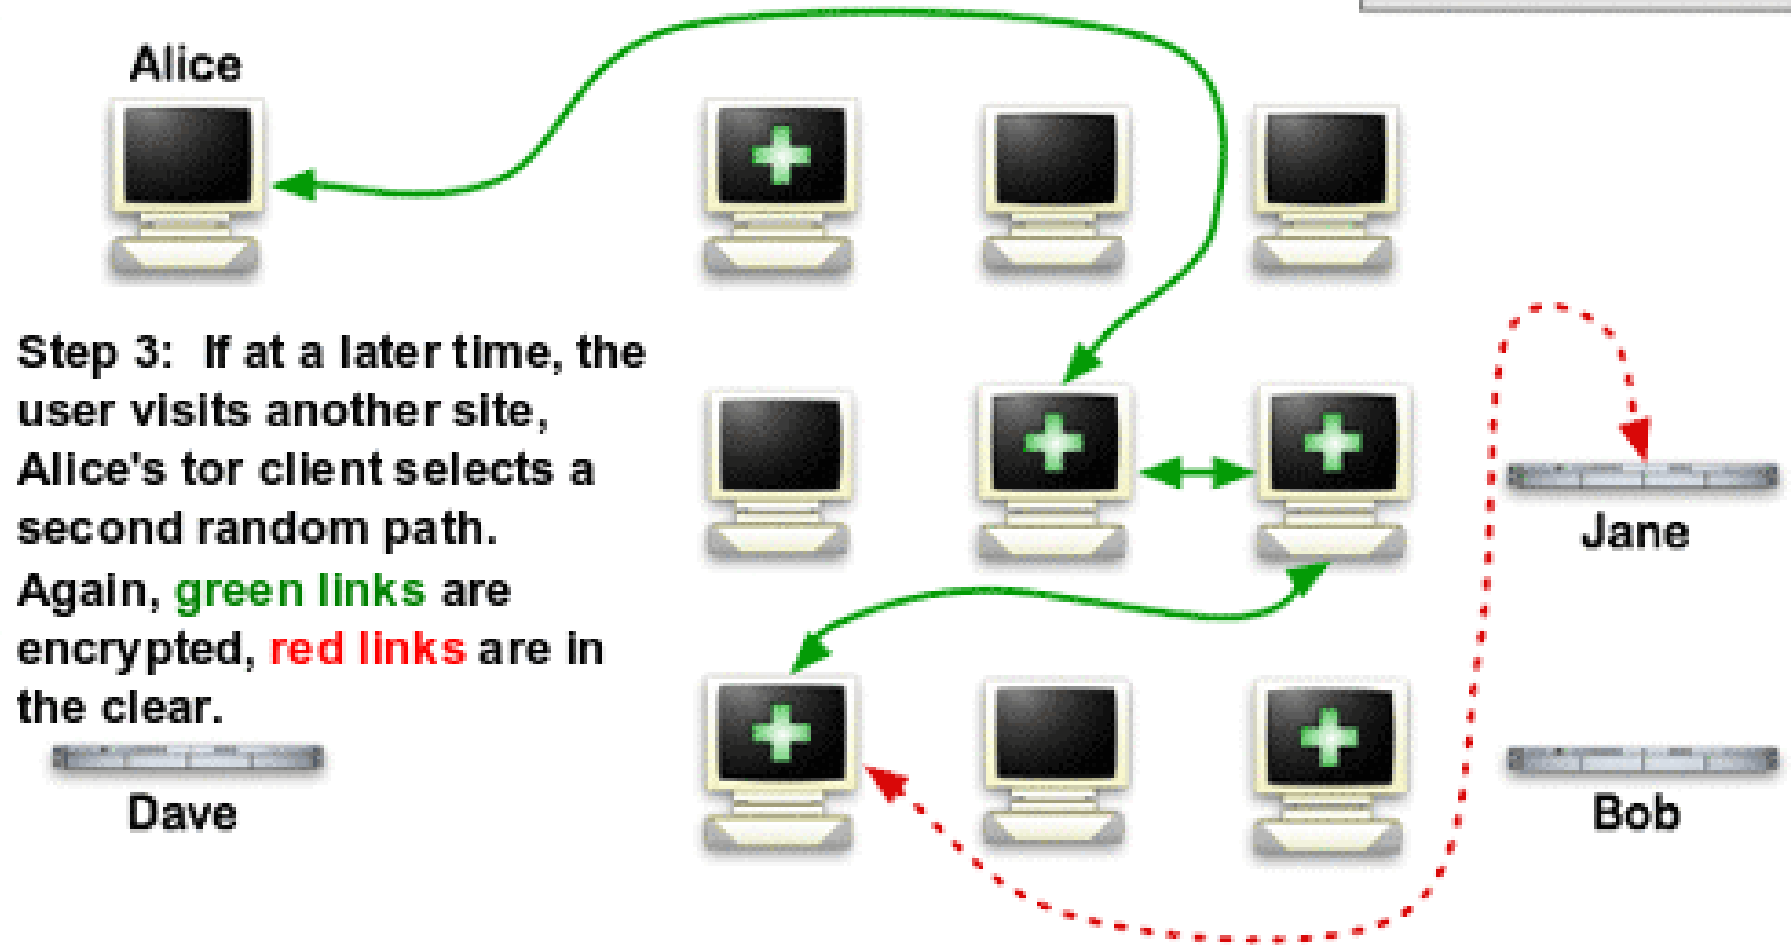 Alice
Step 3: If at a later time, the
user visits another site,
Alice's tor client selects a
second random path.
Again, green links are
encrypted, red links are in
the clear.
Dave
Jane
Bob